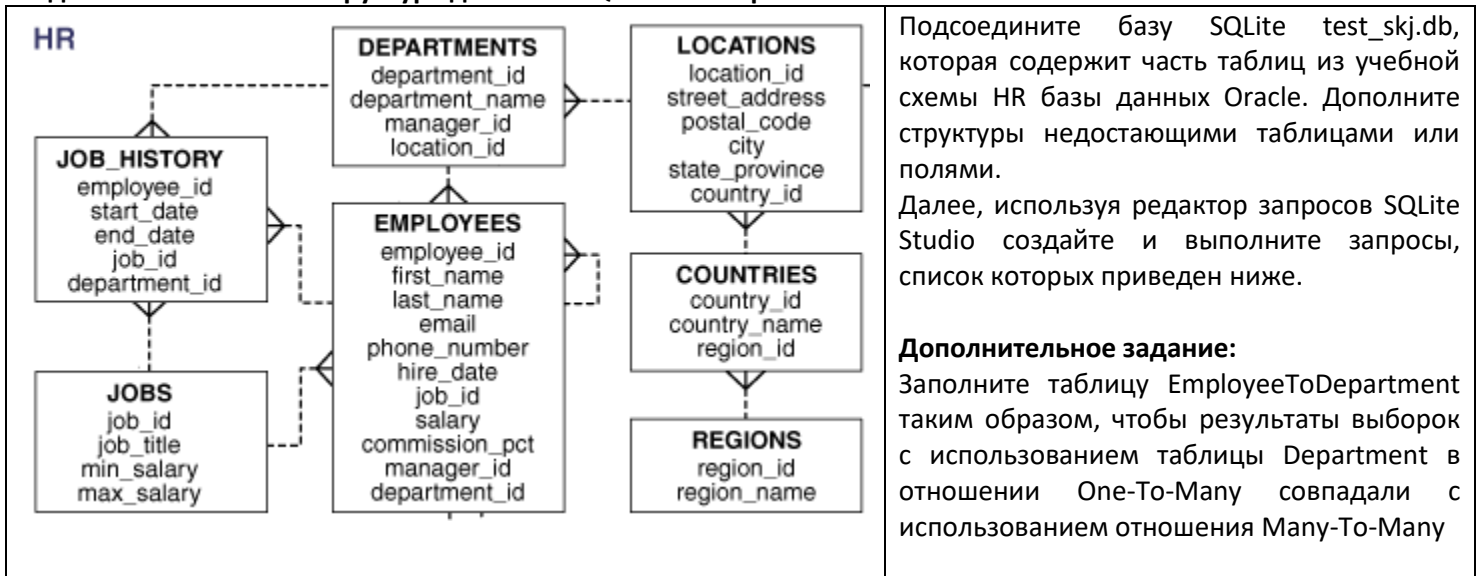 HR
DEPARTMENTS
department_id
department_name
manager_id
location_id
LOCATIONS
location_id
street_address
postal_code
city
state_province
country_id
JOB_HISTORY
employee_id
start_date
end_date
job_id
department_id
EMPLOYEES
employee_id
first_name
last_name
email
phone_number
hire_date
job_id
salary
commission_pct
manager_id
department_id
COUNTRIES
country_id
country_name
region_id
JOBS
job_id
job_title
min_salary
max_salary
REGIONS
region_id
region_name
Подсоедините базу SQLite test_skj.db,
которая содержит часть таблиц из учебной
схемы HR базы данных Oracle. Дополните
структуры недостающими таблицами или
полями.
Далее, используя редактор запросов SQLite
Studio создайте и выполните запросы,
список которых приведен ниже.
Дополнительное задание:
Заполните таблицу EmployeeToDepartment
таким образом, чтобы результаты выборок
с использованием таблицы Department в
отношении One-To-Many совпадали с
использованием отношения Many-To-Many